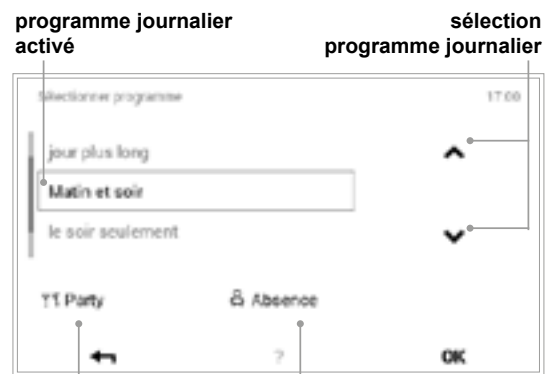 programme journalier
activé
sélection
programme journalier
Sélectionner programme 17:00
jour plus long
Matin et soir
le soir seulement
Party Absence
? OK